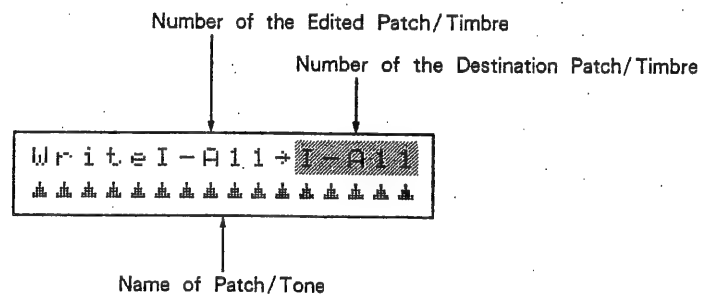 Number of the Edited Patch/Timbre
Number of the Destination Patch/Timbre
WriteI-A11→I-A11
Name of Patch/Tone